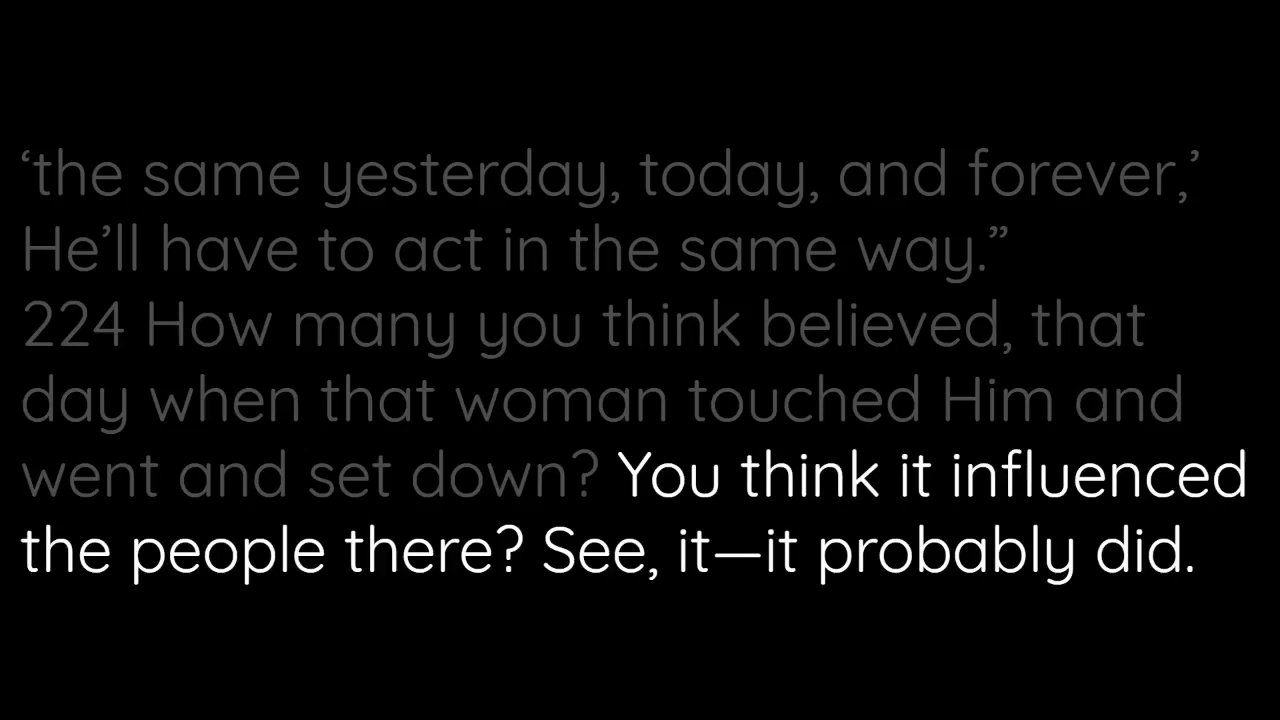 ‘the same yesterday, today, and forever,’
He’ll have to act in the same way.”
224 How many you think believed, that
day when that woman touched Him and
went and set down? You think it influenced
the people there? See, it—it probably did.